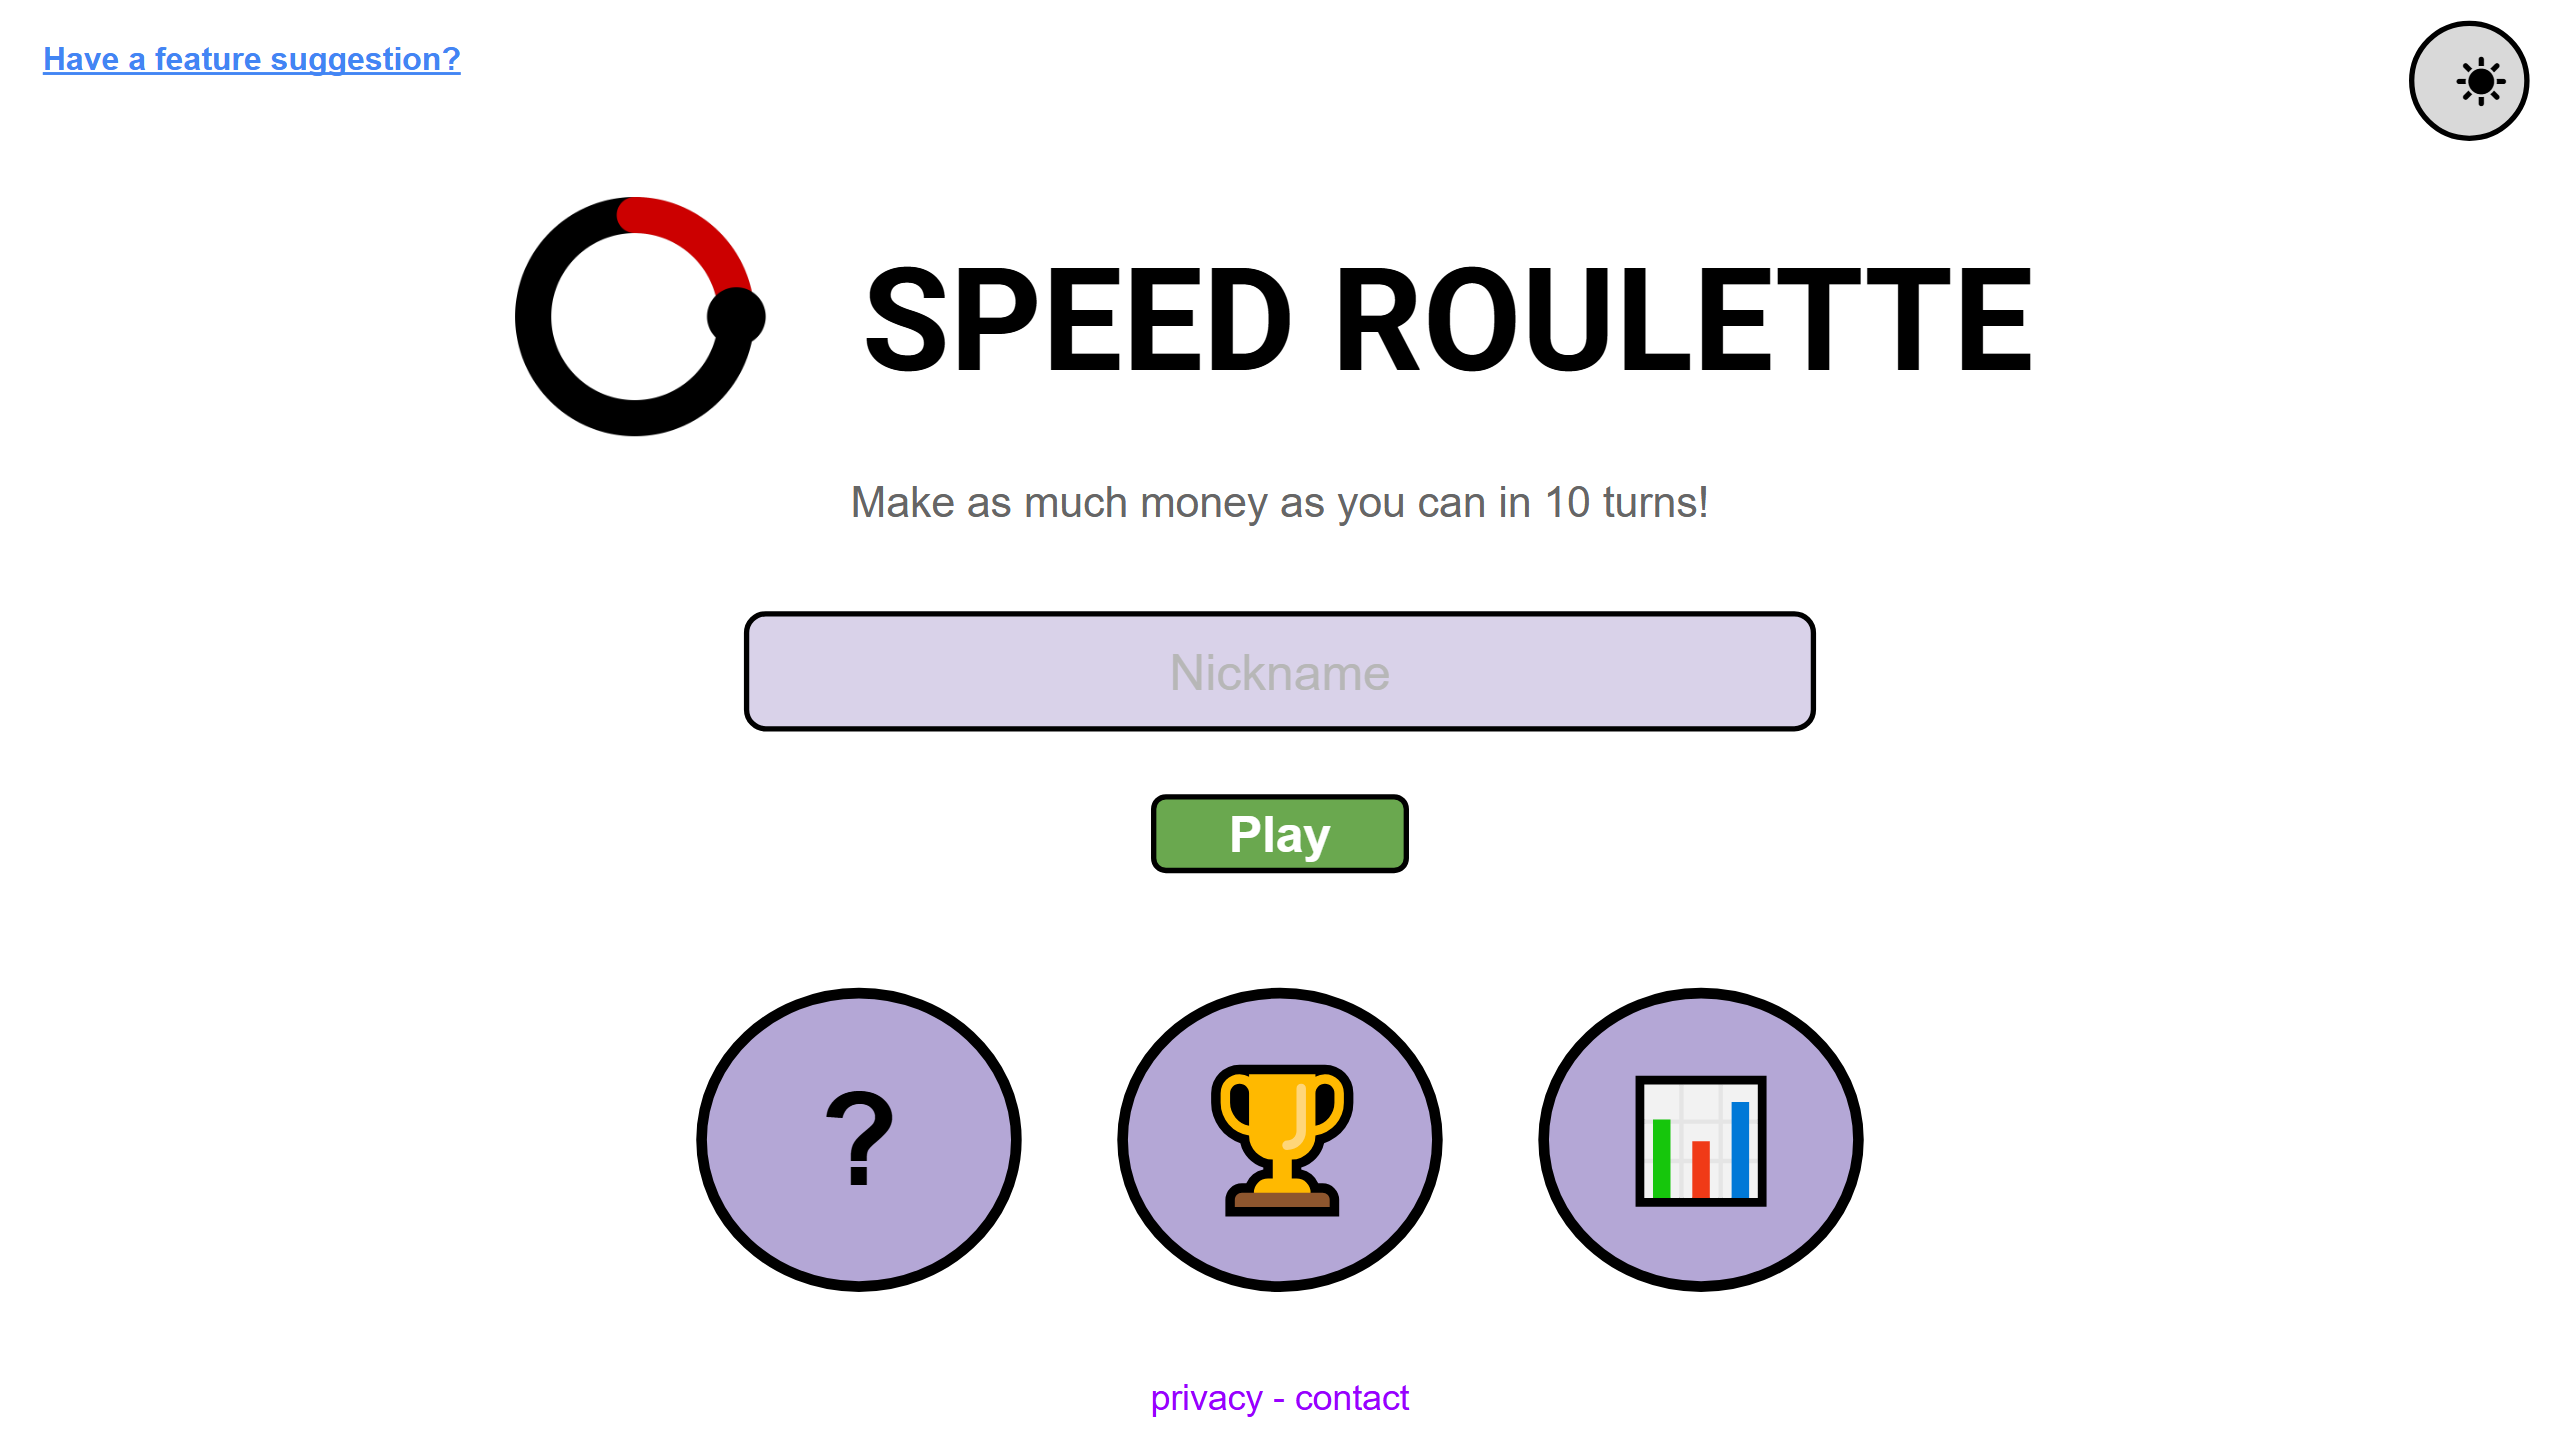 Have a feature suggestion?
SPEED ROULETTE
Make as much money as you can in 10 turns!
Nickname
Play
?
privacy - contact